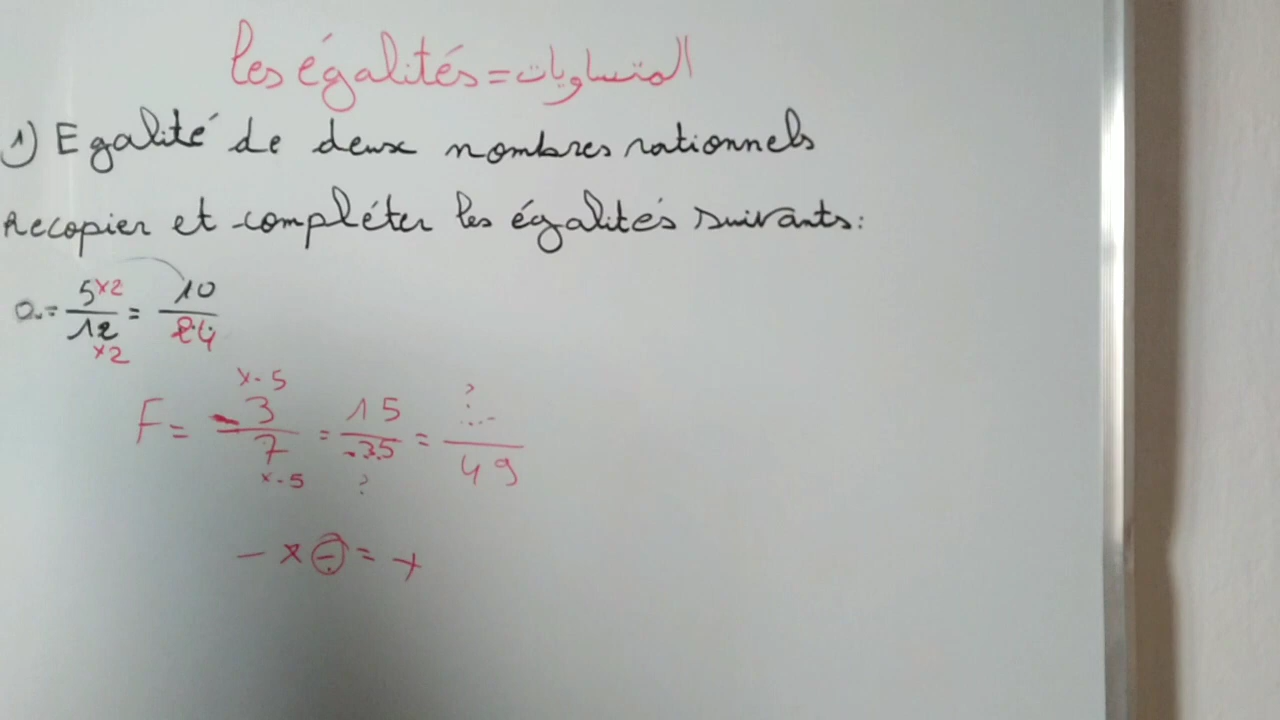 les égalités = المتساويات
1) Egalité de deux nombres rationnels
Recopier et compléter les égalités suivants:
a = 5×2/12×2 = 10/24
F = -3×-5/7×-5 = 15/-35 = .../49
? ?
- × - = +